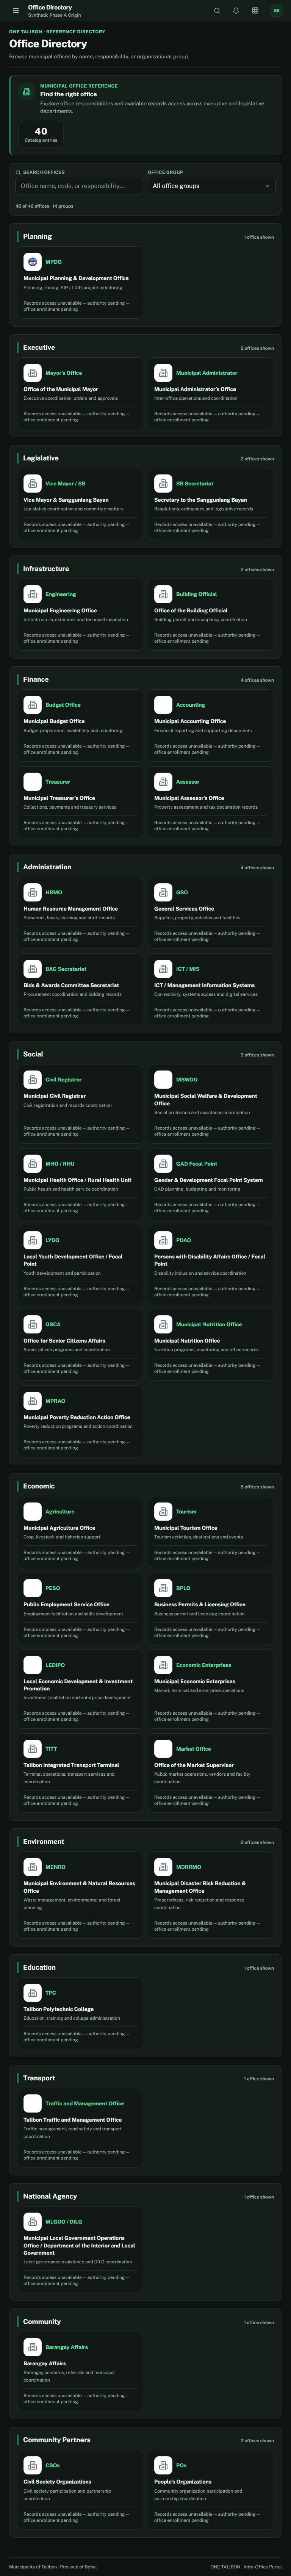 Office Directory
Synthetic Phase A Origin
SE
ONE TALIBON · REFERENCE DIRECTORY
Office Directory
Browse municipal offices by name, responsibility, or organizational group.
MUNICIPAL OFFICE REFERENCE
Find the right office
Explore office responsibilities and available records access across executive and legislative
departments.
40
Catalog entries
SEARCH OFFICES
OFFICE GROUP
Office name, code, or responsibility...
All office groups
40 of 40 offices · 14 groups
Planning
1 office shown
MPDO
Municipal Planning & Development Office
Planning, zoning, AIP / LDIP, project monitoring
Records access unavailable — authority pending —
office enrollment pending
Executive
2 offices shown
Mayor's Office
Office of the Municipal Mayor
Executive coordination, orders and approvals
Records access unavailable — authority pending —
office enrollment pending
Municipal Administrator
Municipal Administrator's Office
Inter-office operations and coordination
Records access unavailable — authority pending —
office enrollment pending
Legislative
2 offices shown
Vice Mayor / SB
Vice Mayor & Sangguniang Bayan
Legislative coordination and committee matters
Records access unavailable — authority pending —
office enrollment pending
SB Secretariat
Secretary to the Sangguniang Bayan
Resolutions, ordinances and legislative records
Records access unavailable — authority pending —
office enrollment pending
Infrastructure
2 offices shown
Engineering
Municipal Engineering Office
Infrastructure, estimates and technical inspection
Records access unavailable — authority pending —
office enrollment pending
Building Official
Office of the Building Official
Building permit and occupancy coordination
Records access unavailable — authority pending —
office enrollment pending
Finance
4 offices shown
Budget Office
Municipal Budget Office
Budget preparation, availability and monitoring
Records access unavailable — authority pending —
office enrollment pending
Accounting
Municipal Accounting Office
Financial reporting and supporting documents
Records access unavailable — authority pending —
office enrollment pending
Treasurer
Municipal Treasurer's Office
Collections, payments and treasury services
Records access unavailable — authority pending —
office enrollment pending
Assessor
Municipal Assessor's Office
Property assessment and tax declaration records
Records access unavailable — authority pending —
office enrollment pending
Administration
4 offices shown
HRMO
Human Resource Management Office
Personnel, leave, learning and staff records
Records access unavailable — authority pending —
office enrollment pending
GSO
General Services Office
Supplies, property, vehicles and facilities
Records access unavailable — authority pending —
office enrollment pending
BAC Secretariat
Bids & Awards Committee Secretariat
Procurement coordination and bidding records
Records access unavailable — authority pending —
office enrollment pending
ICT / MIS
ICT / Management Information Systems
Connectivity, systems access and digital services
Records access unavailable — authority pending —
office enrollment pending
Social
9 offices shown
Civil Registrar
Municipal Civil Registrar
Civil registration and records coordination
Records access unavailable — authority pending —
office enrollment pending
MSWDO
Municipal Social Welfare & Development
Office
Social protection and assistance coordination
Records access unavailable — authority pending —
office enrollment pending
MHO / RHU
Municipal Health Office / Rural Health Unit
Public health and health service coordination
Records access unavailable — authority pending —
office enrollment pending
GAD Focal Point
Gender & Development Focal Point System
GAD planning, budgeting and monitoring
Records access unavailable — authority pending —
office enrollment pending
LYDO
Local Youth Development Office / Focal
Point
Youth development and participation
Records access unavailable — authority pending —
office enrollment pending
PDAO
Persons with Disability Affairs Office / Focal
Point
Disability inclusion and service coordination
Records access unavailable — authority pending —
office enrollment pending
OSCA
Office for Senior Citizens Affairs
Senior citizen programs and coordination
Records access unavailable — authority pending —
office enrollment pending
Municipal Nutrition Office
Municipal Nutrition Office
Nutrition programs, monitoring and office records
Records access unavailable — authority pending —
office enrollment pending
MPRAO
Municipal Poverty Reduction Action Office
Poverty reduction programs and action coordination
Records access unavailable — authority pending —
office enrollment pending
Economic
8 offices shown
Agriculture
Municipal Agriculture Office
Crop, livestock and fisheries support
Records access unavailable — authority pending —
office enrollment pending
Tourism
Municipal Tourism Office
Tourism activities, destinations and events
Records access unavailable — authority pending —
office enrollment pending
PESO
Public Employment Service Office
Employment facilitation and skills development
Records access unavailable — authority pending —
office enrollment pending
BPLO
Business Permits & Licensing Office
Business permit and licensing coordination
Records access unavailable — authority pending —
office enrollment pending
LEDIPO
Local Economic Development & Investment
Promotion
Investment facilitation and enterprise development
Records access unavailable — authority pending —
office enrollment pending
Economic Enterprises
Municipal Economic Enterprises
Market, terminal and enterprise operations
Records access unavailable — authority pending —
office enrollment pending
TITT
Talibon Integrated Transport Terminal
Terminal operations, transport services and
coordination
Records access unavailable — authority pending —
office enrollment pending
Market Office
Office of the Market Supervisor
Public market operations, vendors and facility
coordination
Records access unavailable — authority pending —
office enrollment pending
Environment
2 offices shown
MENRO
Municipal Environment & Natural Resources
Office
Waste management, environmental and forest
planning
Records access unavailable — authority pending —
office enrollment pending
MDRRMO
Municipal Disaster Risk Reduction &
Management Office
Preparedness, risk reduction and response
coordination
Records access unavailable — authority pending —
office enrollment pending
Education
1 office shown
TPC
Talibon Polytechnic College
Education, training and college administration
Records access unavailable — authority pending —
office enrollment pending
Transport
1 office shown
Traffic and Management Office
Talibon Traffic and Management Office
Traffic management, road safety and transport
coordination
Records access unavailable — authority pending —
office enrollment pending
National Agency
1 office shown
MLGOO / DILG
Municipal Local Government Operations
Office / Department of the Interior and Local
Government
Local governance assistance and DILG coordination
Records access unavailable — authority pending —
office enrollment pending
Community
1 office shown
Barangay Affairs
Barangay Affairs
Barangay concerns, referrals and municipal
coordination
Records access unavailable — authority pending —
office enrollment pending
Community Partners
2 offices shown
CSOs
Civil Society Organizations
Civil society participation and partnership
coordination
Records access unavailable — authority pending —
office enrollment pending
POs
People's Organizations
Community organization participation and
partnership coordination
Records access unavailable — authority pending —
office enrollment pending
Municipality of Talibon · Province of Bohol
ONE TALIBON · Intra-Office Portal